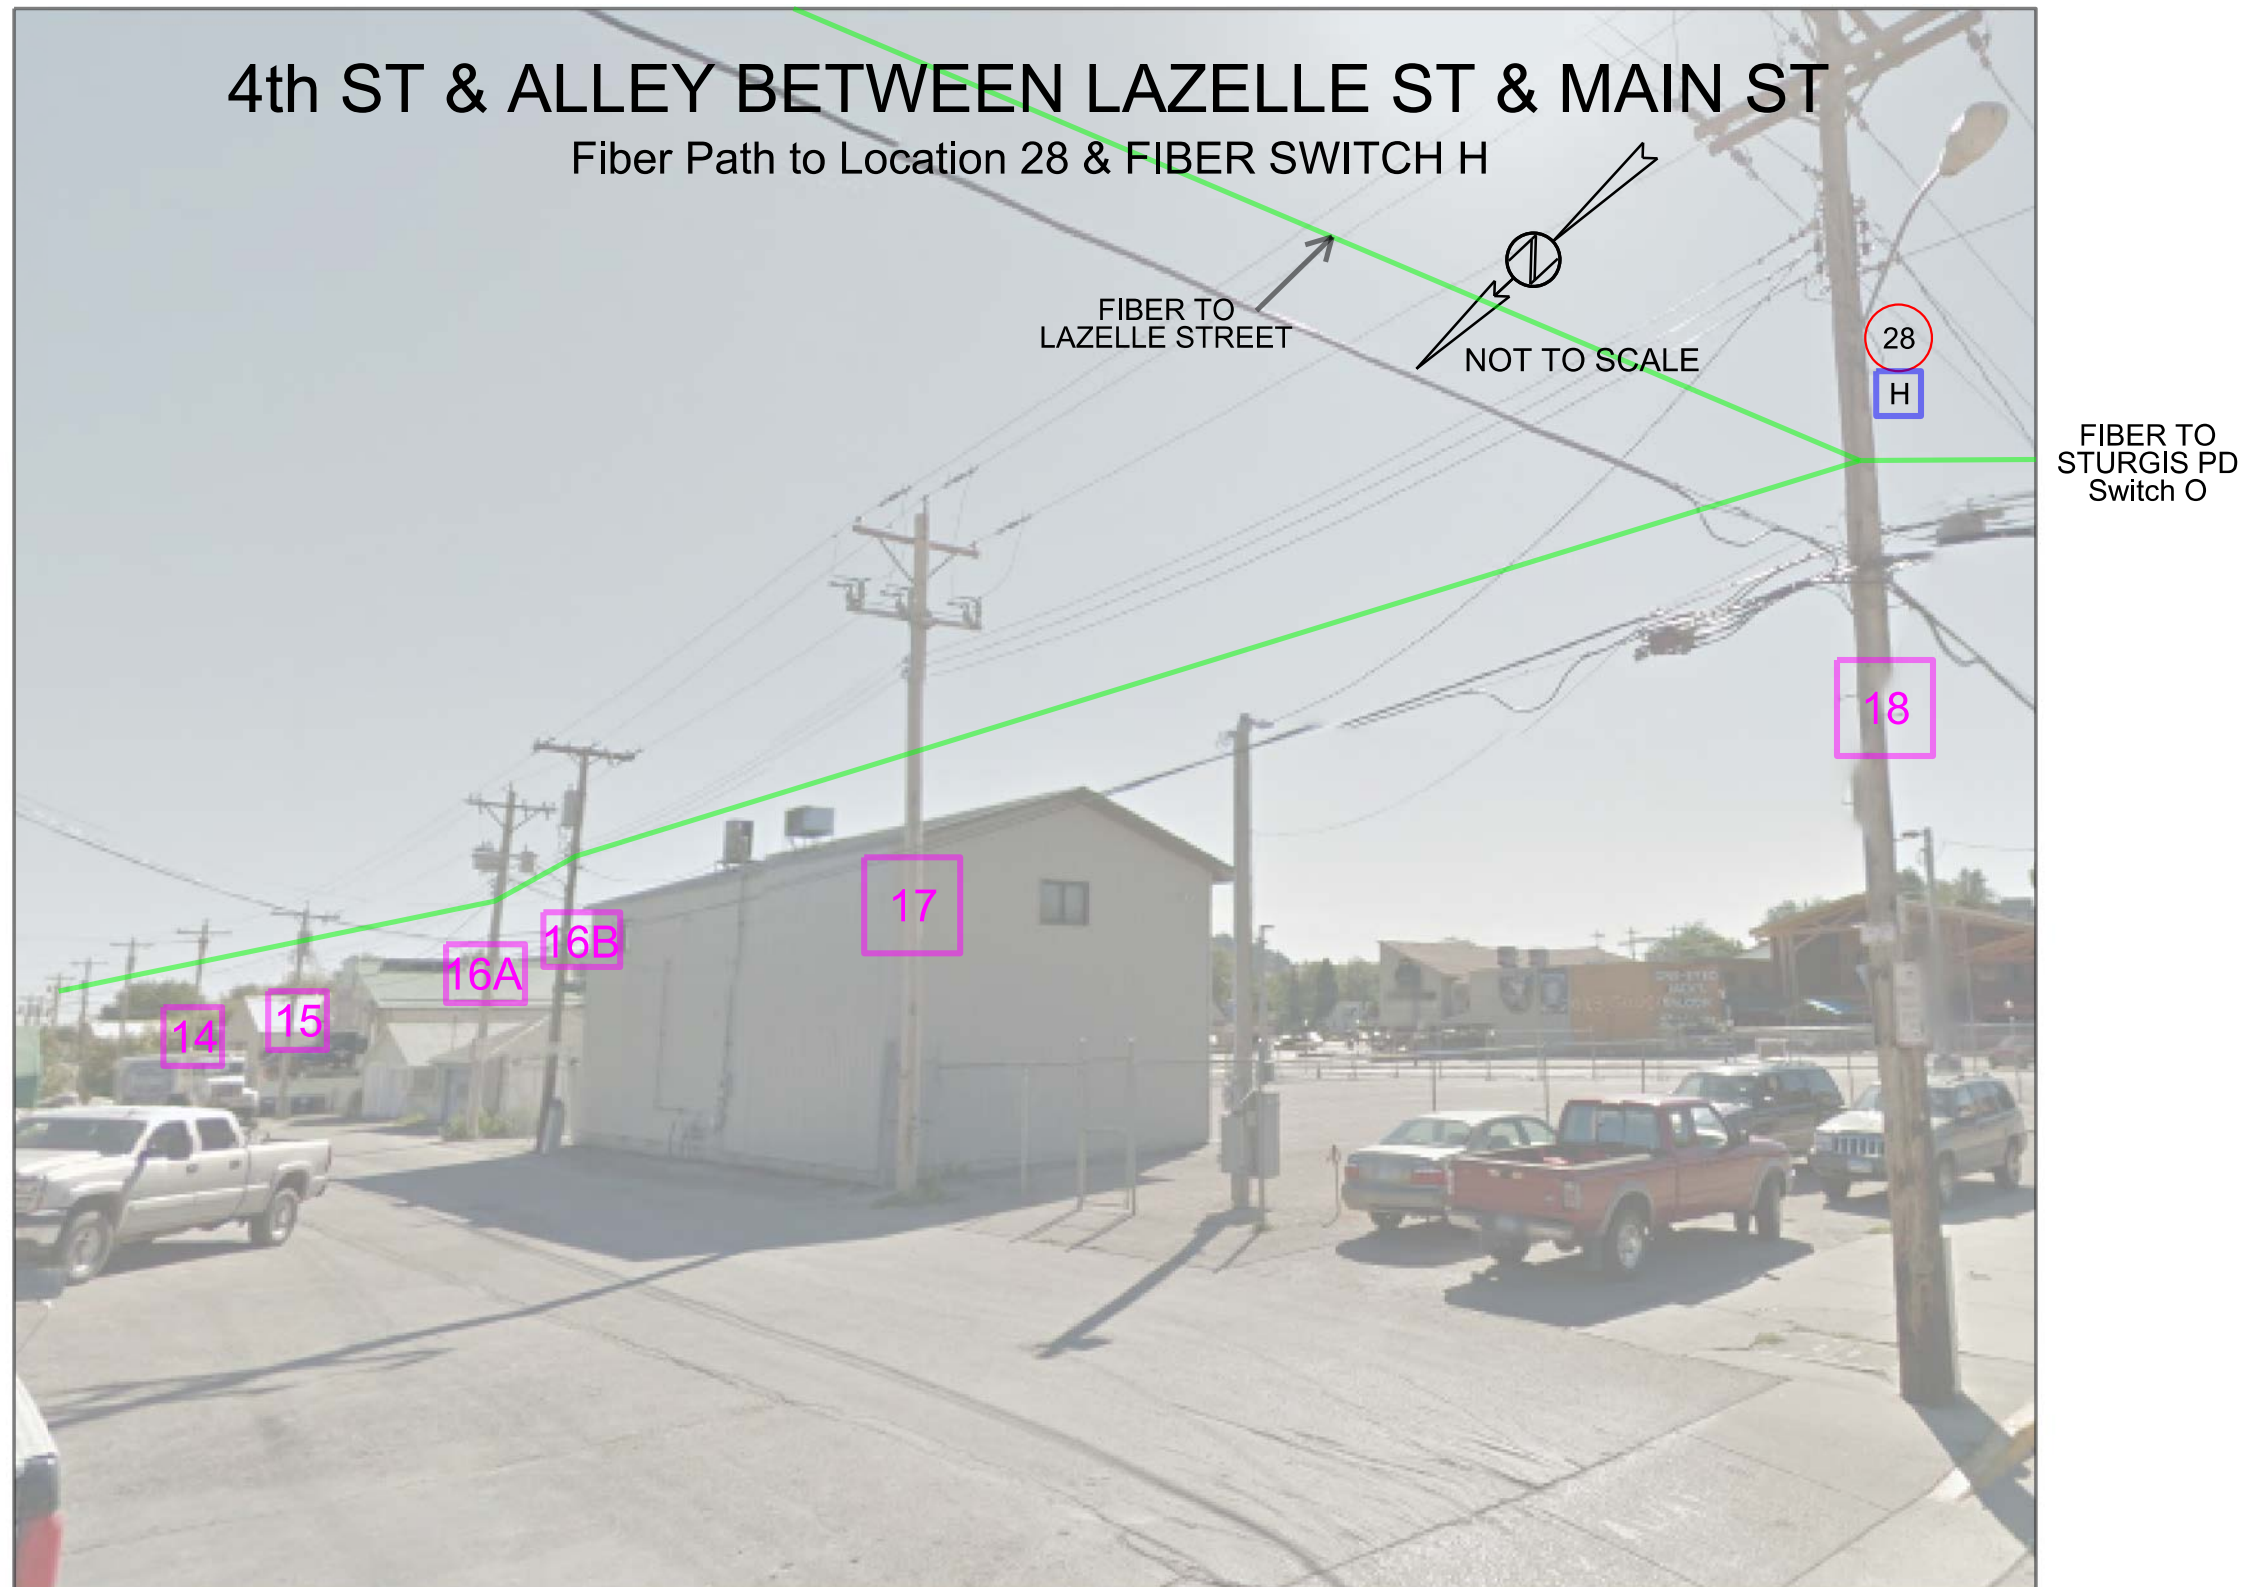 4th ST & ALLEY BETWEEN LAZELLE ST & MAIN ST
Fiber Path to Location 28 & FIBER SWITCH H
FIBER TO
LAZELLE STREET
NOT TO SCALE
28
H
FIBER TO
STURGIS PD
Switch O
18
17
16B
16A
15
14